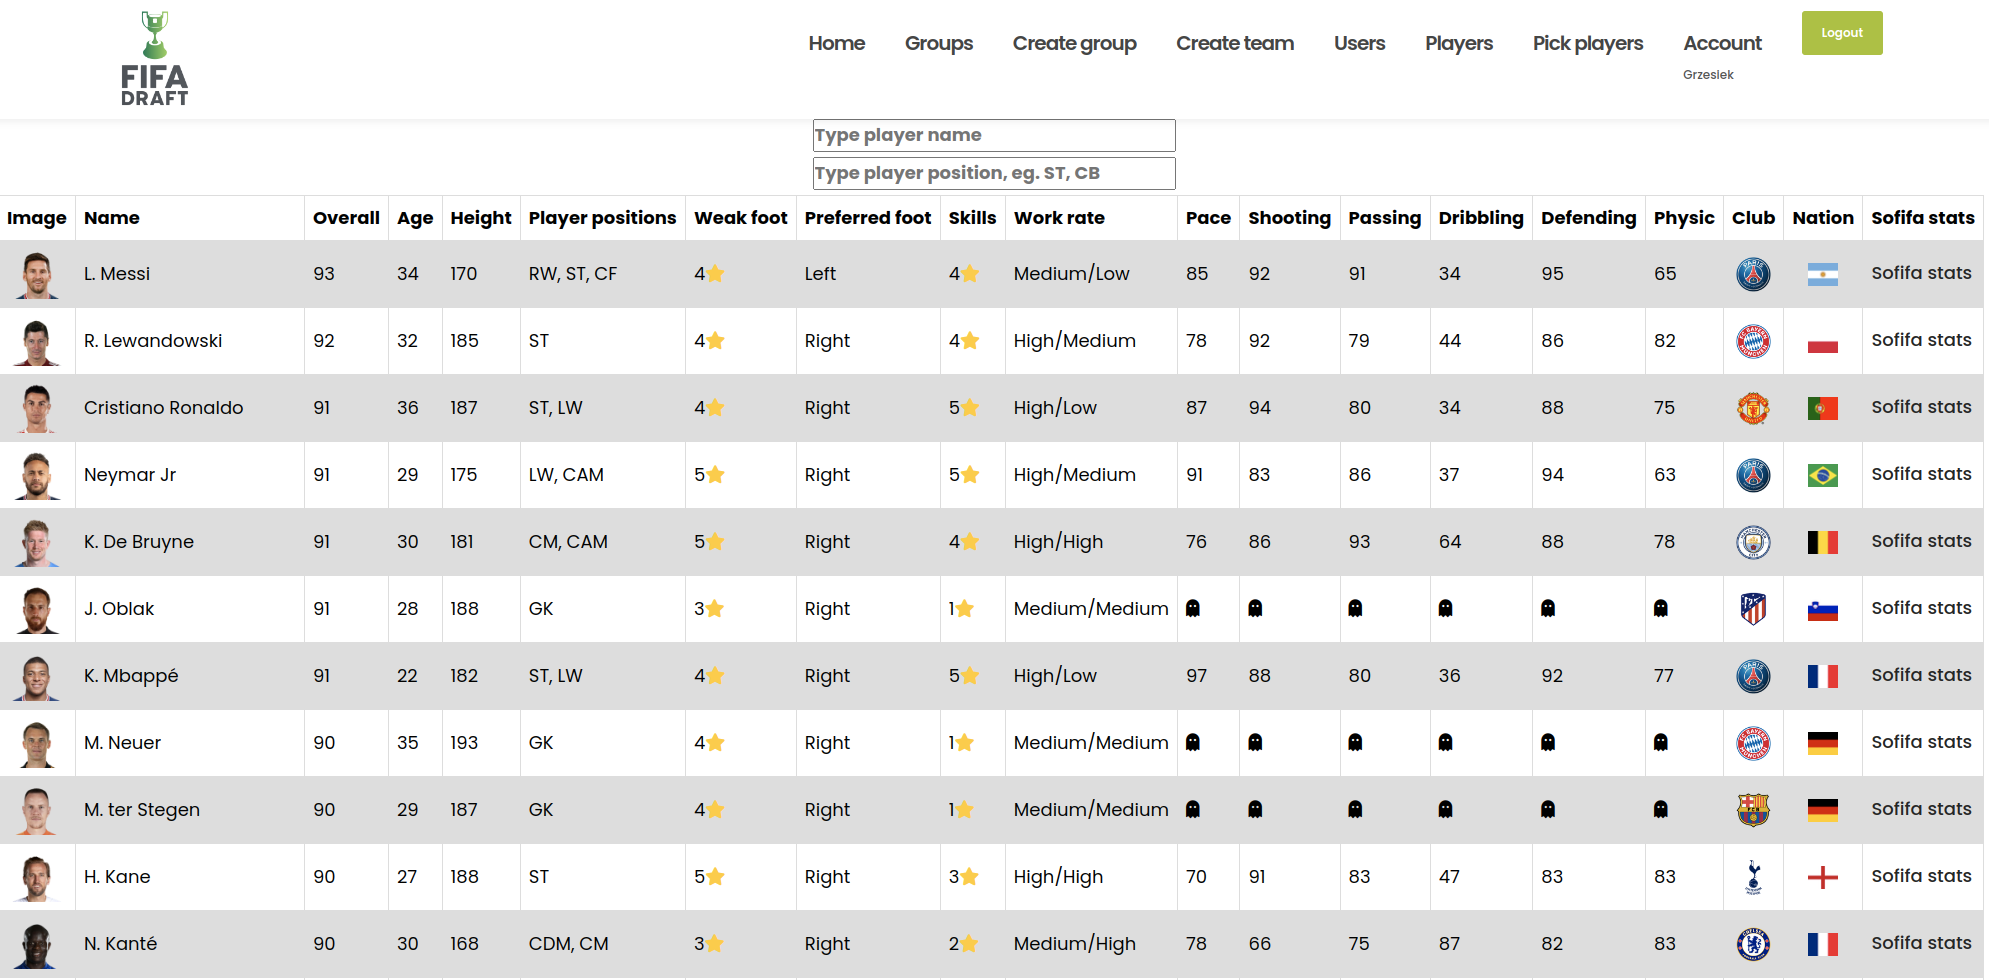 FIFA
DRAFT
Home Groups Create group Create team Users Players Pick players Account Logout
Grzesiek
Type player name
Type player position, eg. ST, CB
Image Name Overall Age Height Player positions Weak foot Preferred foot Skills Work rate Pace Shooting Passing Dribbling Defending Physic Club Nation Sofifa stats
L. Messi 93 34 170 RW, ST, CF 4 Left 4 Medium/Low 85 92 91 34 95 65 Sofifa stats
R. Lewandowski 92 32 185 ST 4 Right 4 High/Medium 78 92 79 44 86 82 Sofifa stats
Cristiano Ronaldo 91 36 187 ST, LW 4 Right 5 High/Low 87 94 80 34 88 75 Sofifa stats
Neymar Jr 91 29 175 LW, CAM 5 Right 5 High/Medium 91 83 86 37 94 63 Sofifa stats
K. De Bruyne 91 30 181 CM, CAM 5 Right 4 High/High 76 86 93 64 88 78 Sofifa stats
J. Oblak 91 28 188 GK 3 Right 1 Medium/Medium Sofifa stats
K. Mbappé 91 22 182 ST, LW 4 Right 5 High/Low 97 88 80 36 92 77 Sofifa stats
M. Neuer 90 35 193 GK 4 Right 1 Medium/Medium Sofifa stats
M. ter Stegen 90 29 187 GK 4 Right 1 Medium/Medium Sofifa stats
H. Kane 90 27 188 ST 5 Right 3 High/High 70 91 83 47 83 83 Sofifa stats
N. Kanté 90 30 168 CDM, CM 3 Right 2 Medium/High 78 66 75 87 82 83 Sofifa stats